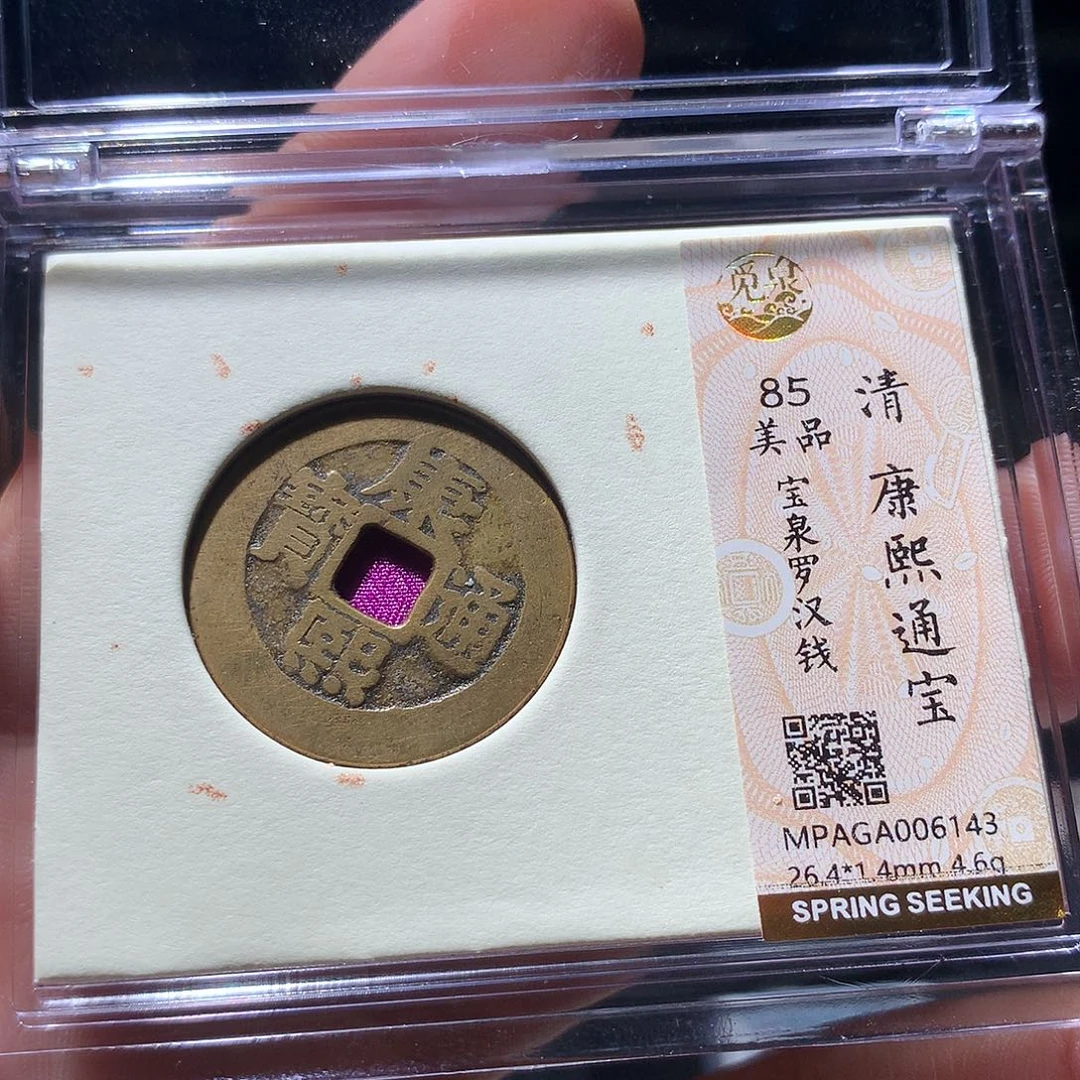 康熙通寶
觅泉
清 康熙通宝
85
美品
宝泉罗汉钱
MPAGA006143
26.4*1.4mm 4.6g
SPRING SEEKING